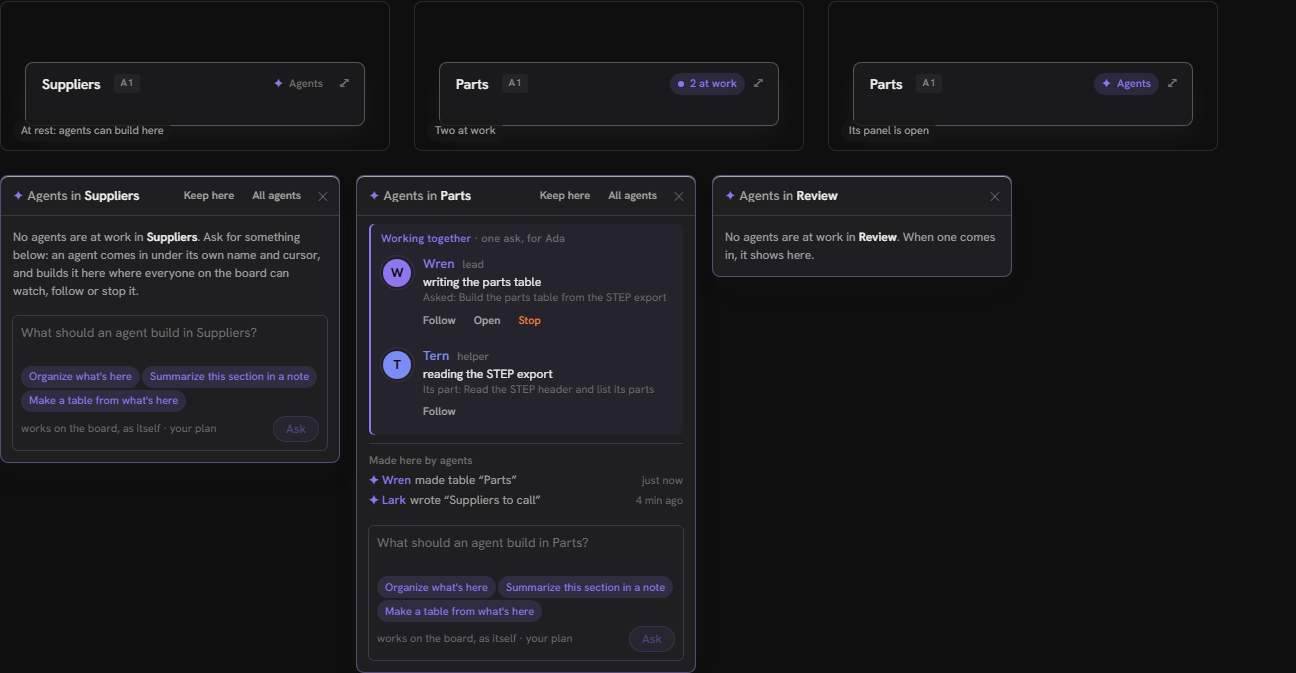 Suppliers A1 ✦ Agents
At rest: agents can build here
Parts A1 2 at work
Two at work
Parts A1 ✦ Agents
Its panel is open
✦ Agents in Suppliers Keep here All agents
No agents are at work in Suppliers. Ask for something
below: an agent comes in under its own name and cursor,
and builds it here where everyone on the board can
watch, follow or stop it.
What should an agent build in Suppliers?
Organize what's here Summarize this section in a note
Make a table from what's here
works on the board, as itself · your plan Ask
✦ Agents in Parts Keep here All agents
Working together · one ask, for Ada
W Wren lead
writing the parts table
Asked: Build the parts table from the STEP export
Follow Open Stop
T Tern helper
reading the STEP export
Its part: Read the STEP header and list its parts
Follow
Made here by agents
✦ Wren made table “Parts” just now
✦ Lark wrote “Suppliers to call” 4 min ago
What should an agent build in Parts?
Organize what's here Summarize this section in a note
Make a table from what's here
works on the board, as itself · your plan Ask
✦ Agents in Review
No agents are at work in Review. When one comes
in, it shows here.